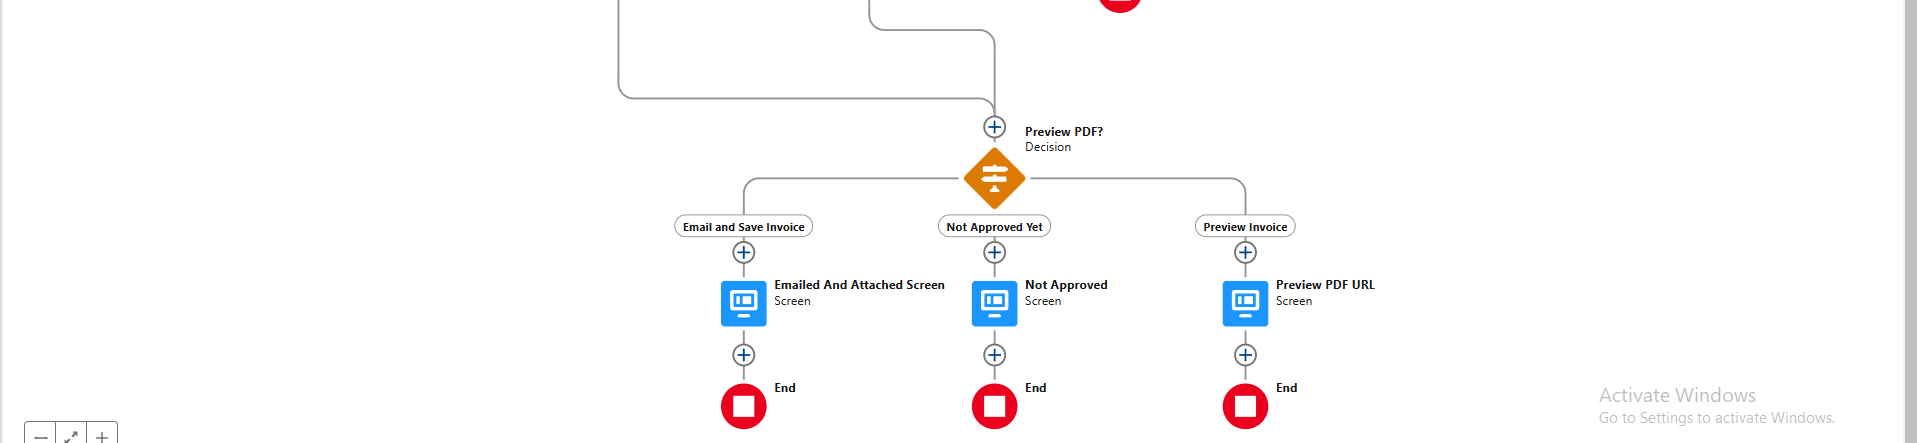 Preview PDF?
Decision
Email and Save Invoice
Not Approved Yet
Preview Invoice
Emailed And Attached Screen
Screen
Not Approved
Screen
Preview PDF URL
Screen
End
End
End
Activate Windows
Go to Settings to activate Windows.